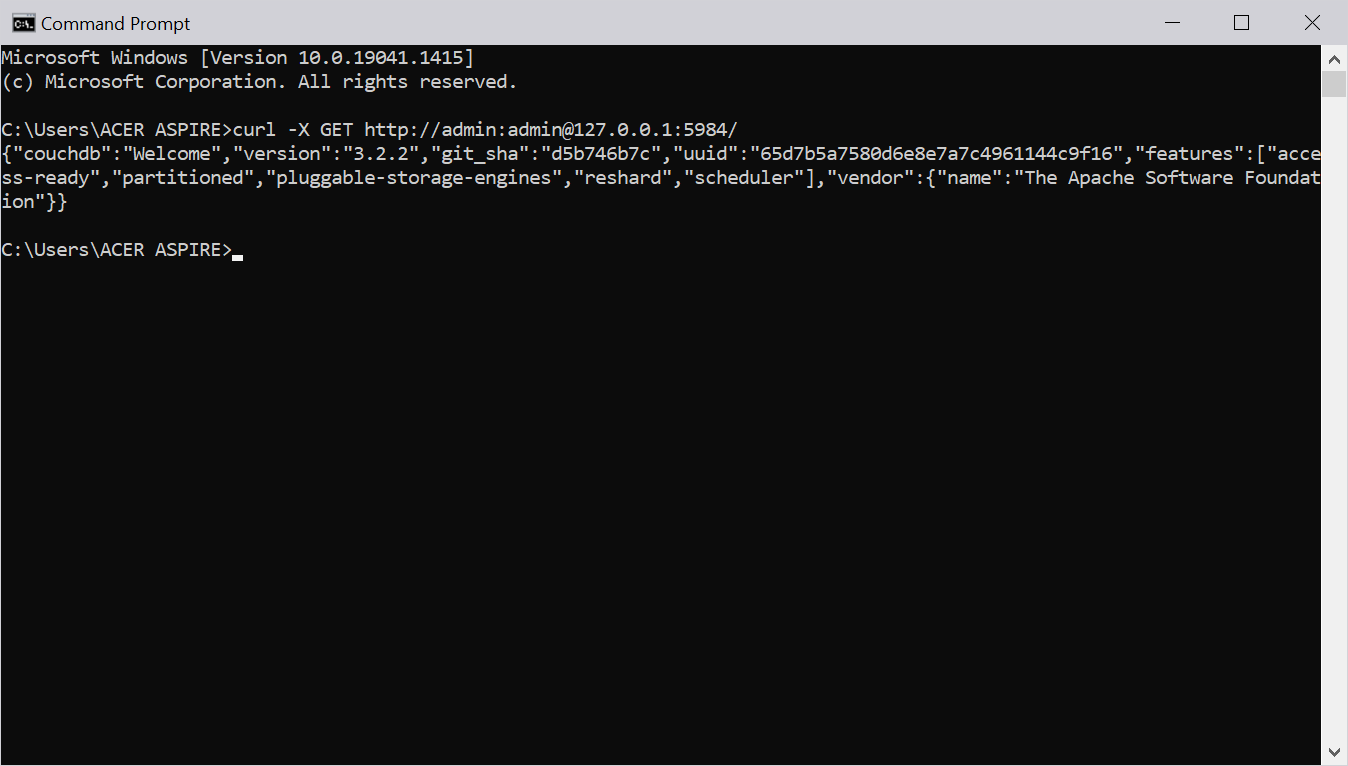 Command Prompt
Microsoft Windows [Version 10.0.19041.1415]
(c) Microsoft Corporation. All rights reserved.
C:\Users\ACER ASPIRE>curl -X GET http://admin:admin@127.0.0.1:5984/
{"couchdb":"Welcome","version":"3.2.2","git_sha":"d5b746b7c","uuid":"65d7b5a7580d6e8e7a7c4961144c9f16","features":["acce
ss-ready","partitioned","pluggable-storage-engines","reshard","scheduler"],"vendor":{"name":"The Apache Software Foundat
ion"}}
C:\Users\ACER ASPIRE>